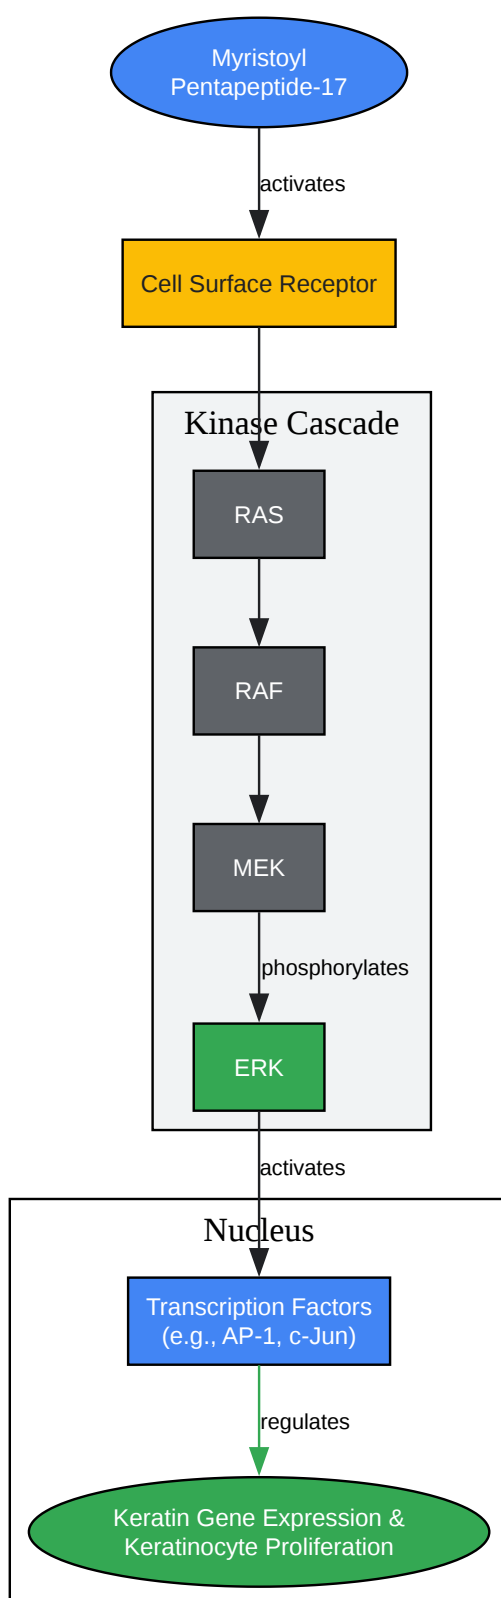 Myristoyl
Pentapeptide-17
activates
Cell Surface Receptor
Kinase Cascade
RAS
RAF
MEK
phosphorylates
ERK
activates
Nucleus
Transcription Factors
(e.g., AP-1, c-Jun)
regulates
Keratin Gene Expression &
Keratinocyte Proliferation